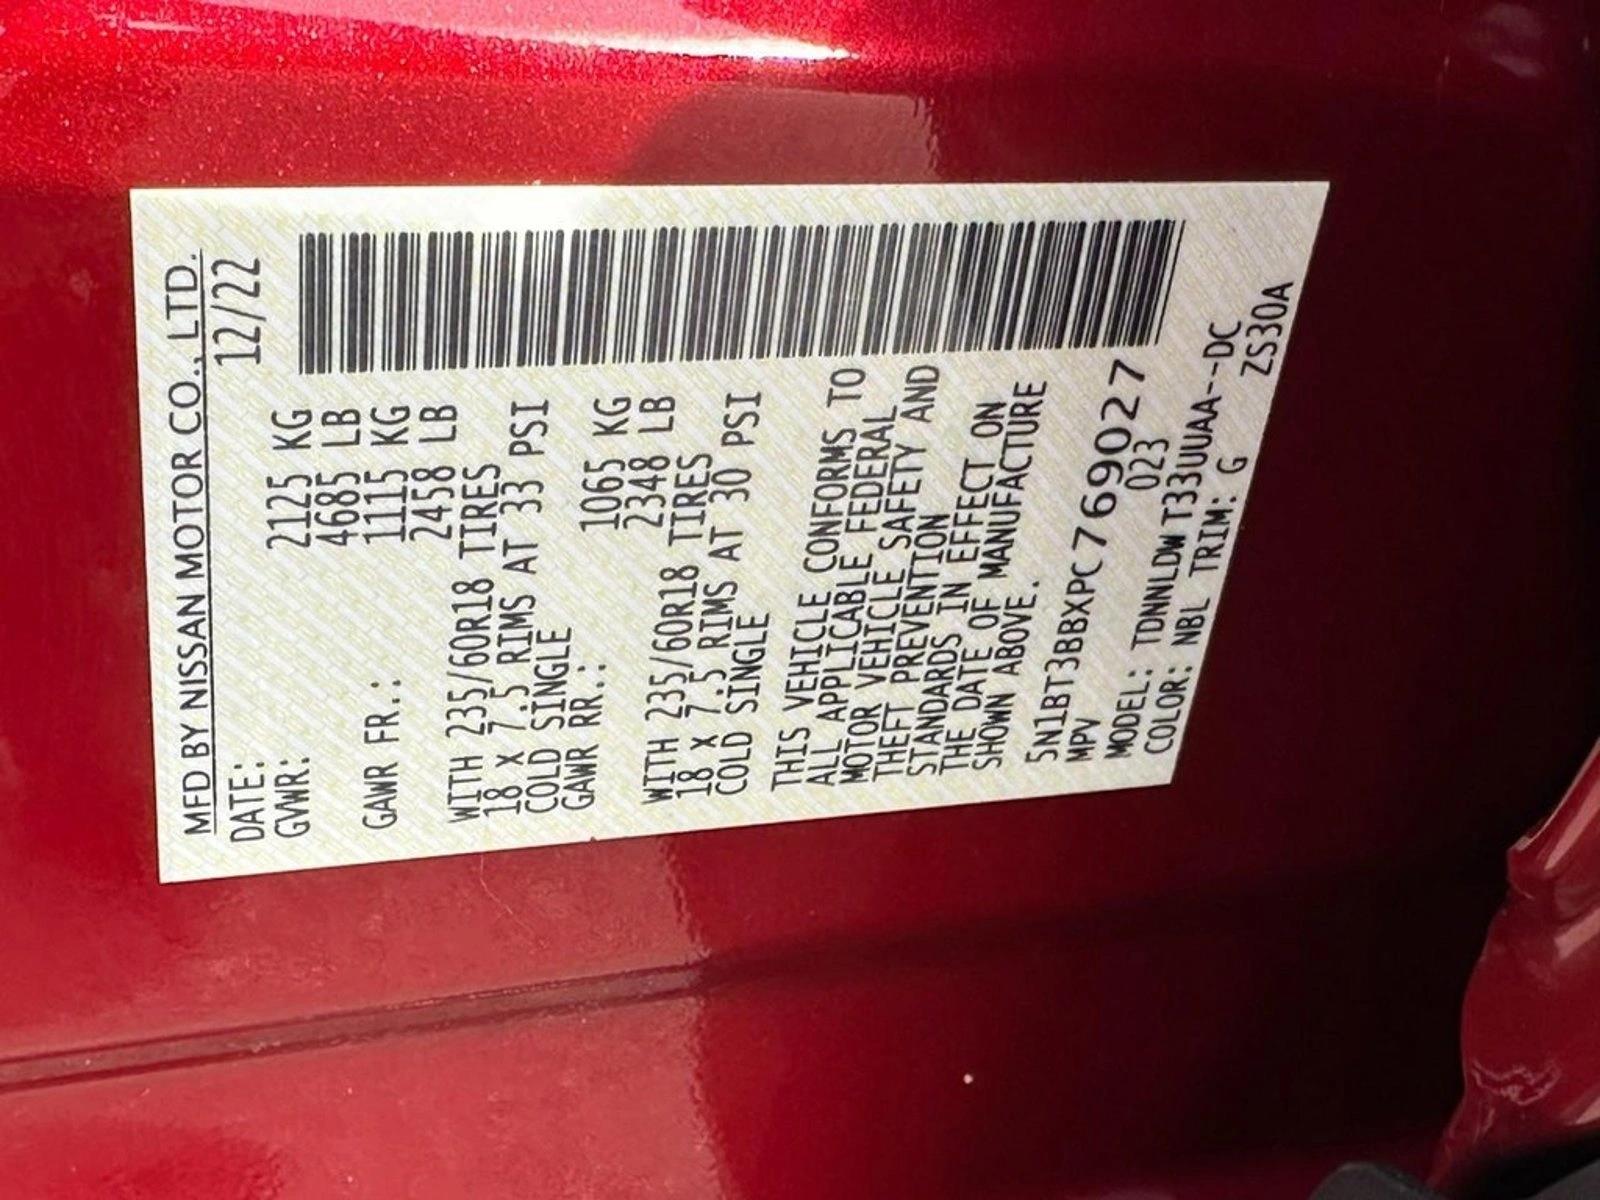 MFD BY NISSAN MOTOR CO., LTD.
DATE: 12/22
GVWR: 2125 KG
4685 LB
GAWR FR.: 1115 KG
2458 LB
WITH 235/60R18 TIRES
18 X 7.5 RIMS AT 33 PSI
COLD SINGLE
GAWR RR.: 1065 KG
2348 LB
WITH 235/60R18 TIRES
18 X 7.5 RIMS AT 30 PSI
COLD SINGLE
THIS VEHICLE CONFORMS TO
ALL APPLICABLE FEDERAL
MOTOR VEHICLE SAFETY AND
THEFT PREVENTION
STANDARDS IN EFFECT ON
THE DATE OF MANUFACTURE
SHOWN ABOVE.
5N1BT3BBXPC769027
MPV 023
MODEL: TDNNLDW T33UUAA--DC
COLOR: NBL TRIM: G ZS30A